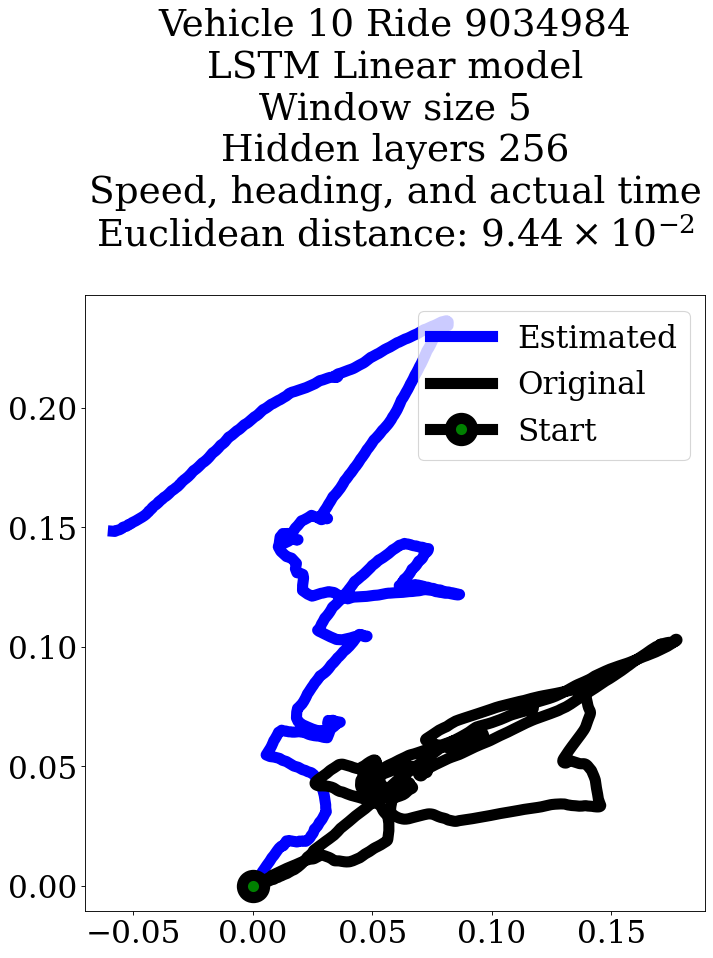 Vehicle 10 Ride 9034984
LSTM Linear model
Window size 5
Hidden layers 256
Speed, heading, and actual time
Euclidean distance: 9.44 × 10⁻²
Estimated
Original
Start
0.20
0.15
0.10
0.05
0.00
−0.05 0.00 0.05 0.10 0.15